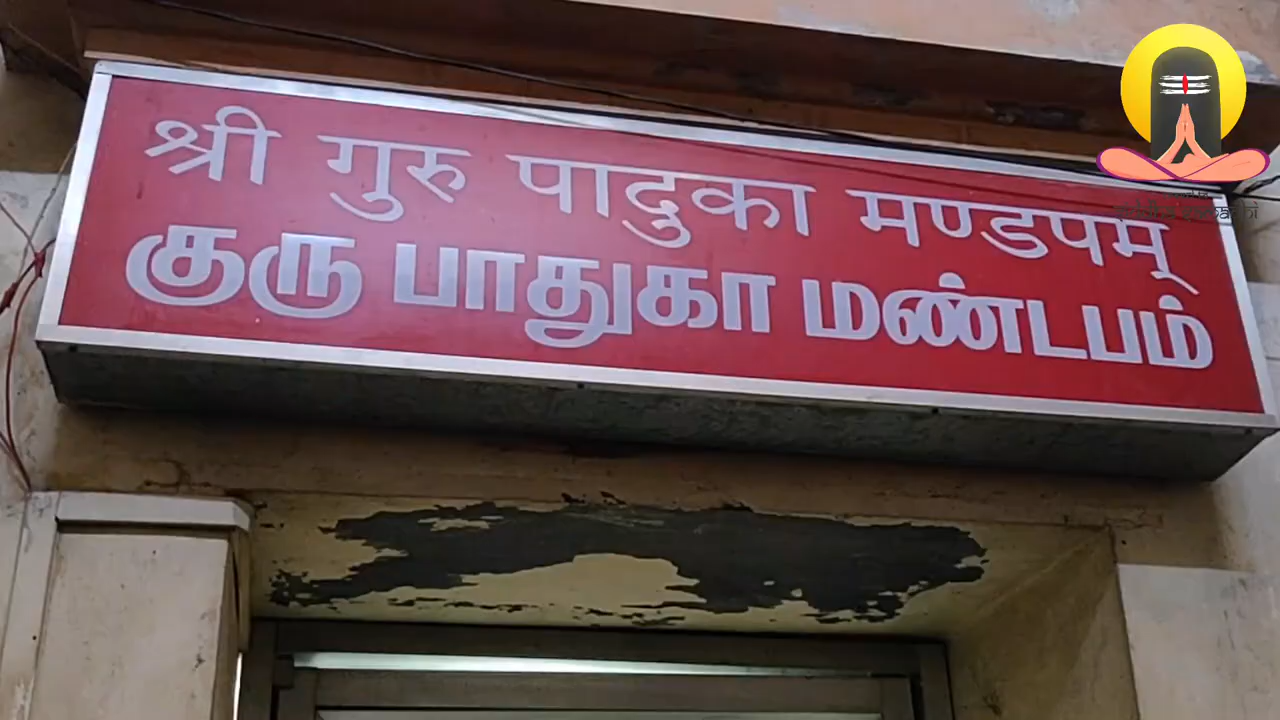 श्री गुरु पादुका मण्डपम्
குரு பாதுகா மண்டபம்